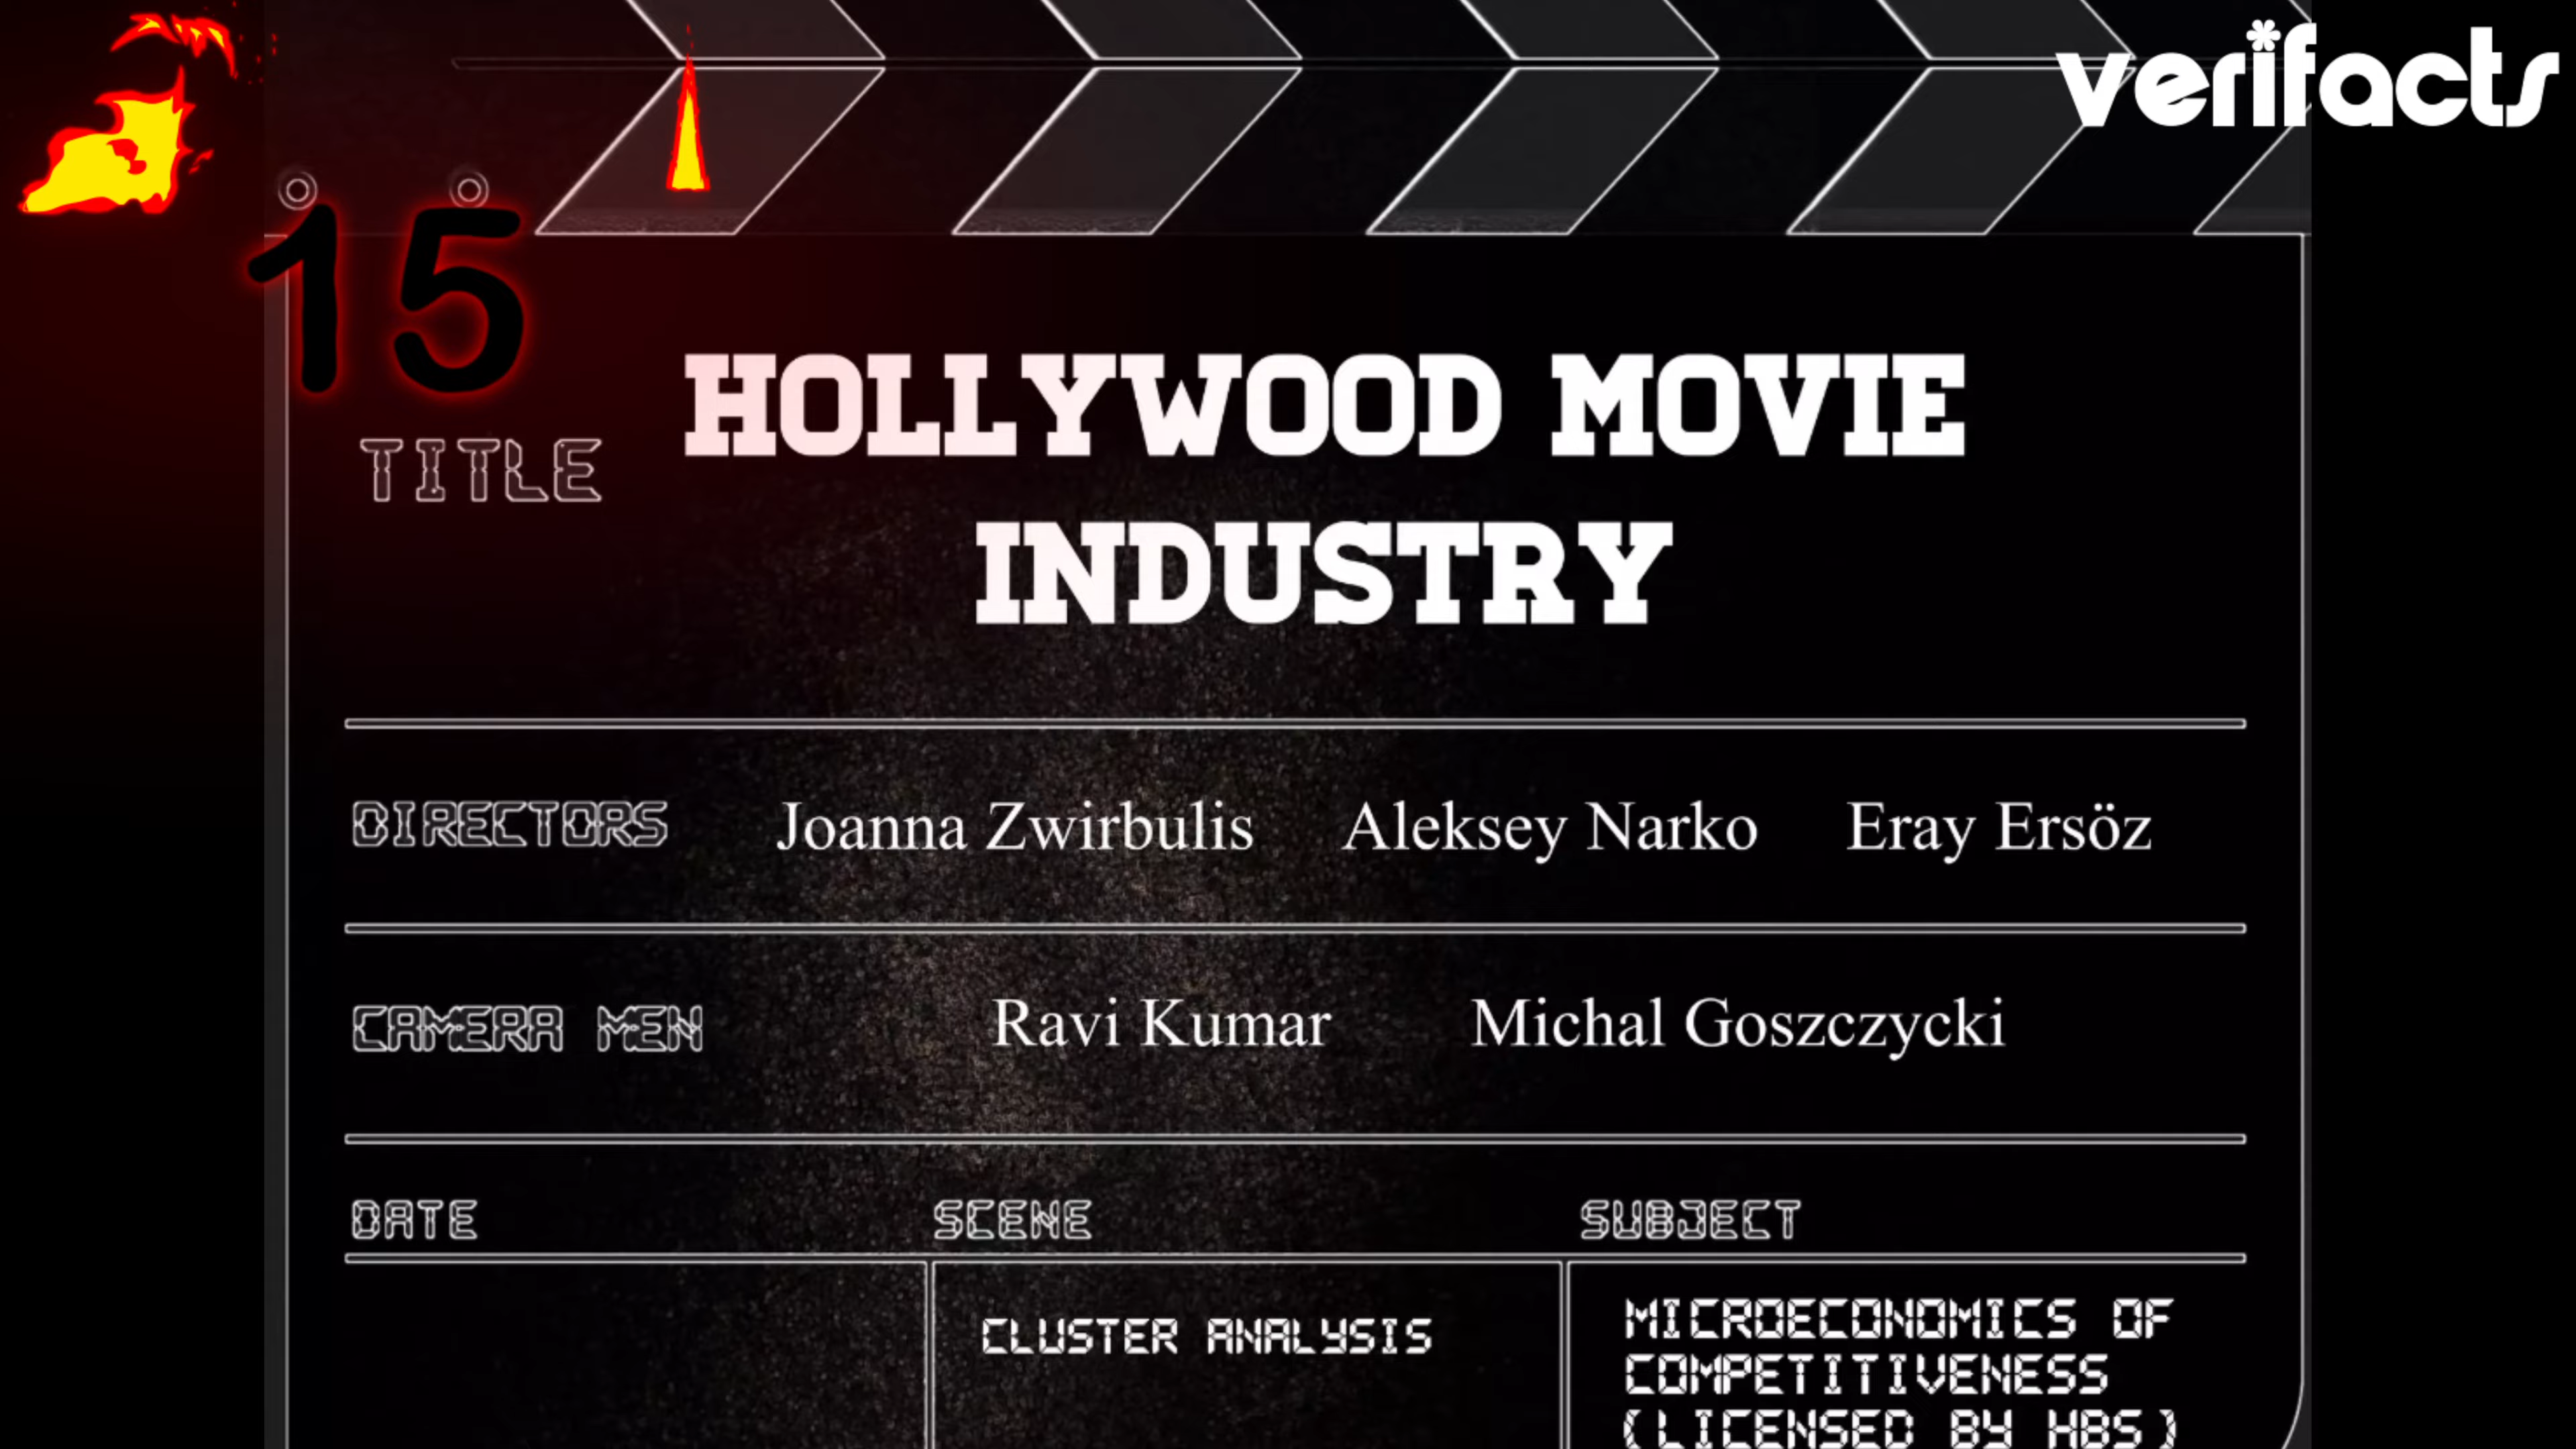 verifacts
15
TITLE
HOLLYWOOD MOVIE
INDUSTRY
DIRECTORS Joanna Zwirbulis Aleksey Narko Eray Ersöz
CAMERA MEN Ravi Kumar Michal Goszczycki
DATE SCENE SUBJECT
CLUSTER ANALYSIS
MICROECONOMICS OF
COMPETITIVENESS
(LICENSED BY HBS)